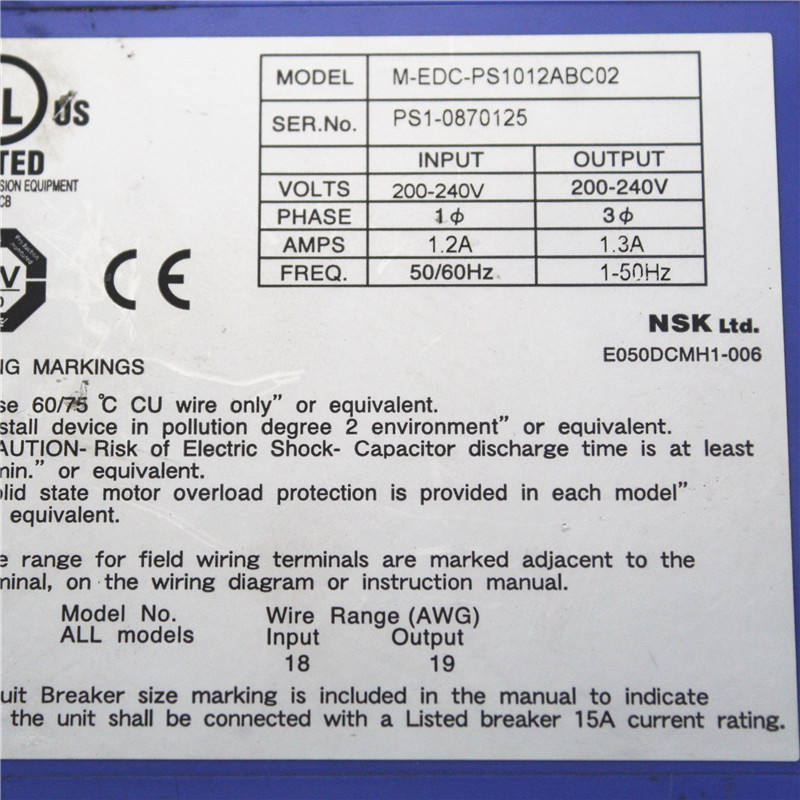 L US
TED
SION EQUIPMENT
CB
V
CE
MODEL M-EDC-PS1012ABC02
SER.No. PS1-0870125
INPUT OUTPUT
VOLTS 200-240V 200-240V
PHASE 1ϕ 3ϕ
AMPS 1.2A 1.3A
FREQ. 50/60Hz 1-50Hz
NSK Ltd.
E050DCMH1-006
NG MARKINGS
se 60/75 °C CU wire only" or equivalent.
stall device in pollution degree 2 environment" or equivalent.
AUTION- Risk of Electric Shock- Capacitor discharge time is at least
min." or equivalent.
olid state motor overload protection is provided in each model"
equivalent.
e range for field wiring terminals are marked adjacent to the
minal, on the wiring diagram or instruction manual.
Model No. Wire Range (AWG)
ALL models Input Output
18 19
uit Breaker size marking is included in the manual to indicate
the unit shall be connected with a Listed breaker 15A current rating.